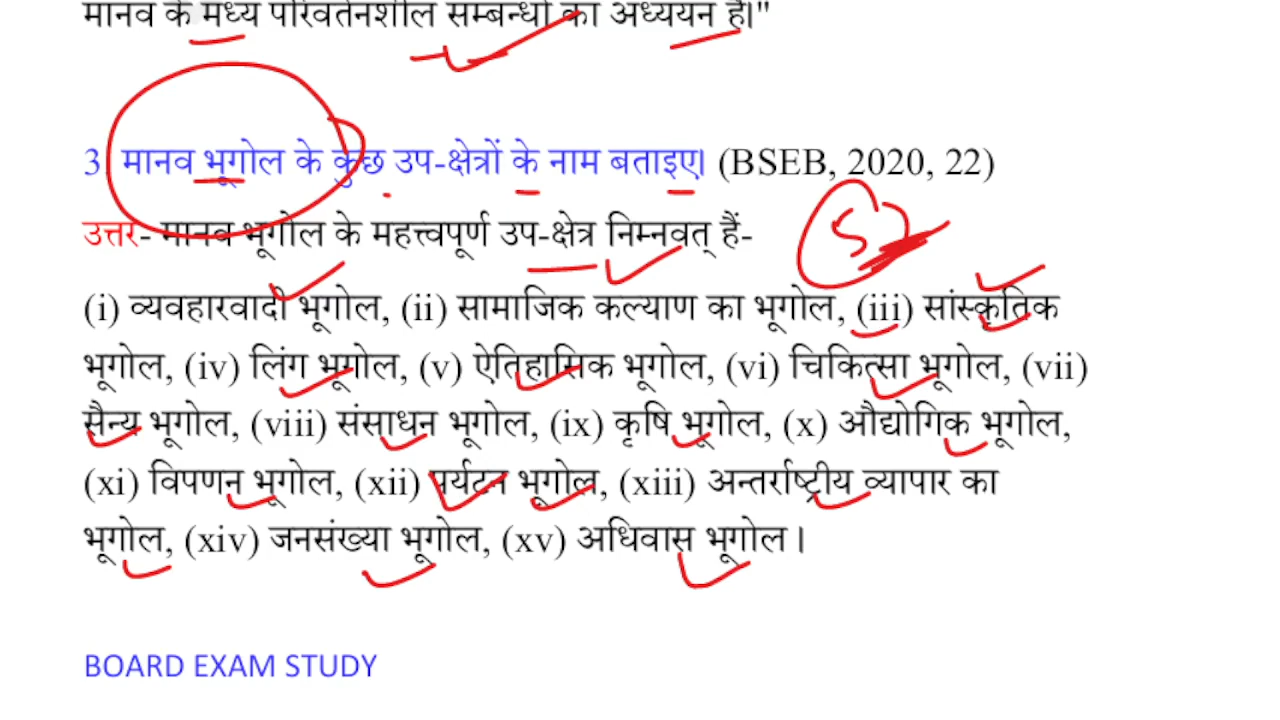 मानव के मध्य परिवर्तनशील सम्बन्धों का अध्ययन है।"
3. मानव भूगोल के कुछ उप-क्षेत्रों के नाम बताइए। (BSEB, 2020, 22)
उत्तर- मानव भूगोल के महत्त्वपूर्ण उप-क्षेत्र निम्नवत् हैं-
(i) व्यवहारवादी भूगोल, (ii) सामाजिक कल्याण का भूगोल, (iii) सांस्कृतिक
भूगोल, (iv) लिंग भूगोल, (v) ऐतिहासिक भूगोल, (vi) चिकित्सा भूगोल, (vii)
सैन्य भूगोल, (viii) संसाधन भूगोल, (ix) कृषि भूगोल, (x) औद्योगिक भूगोल,
(xi) विपणन भूगोल, (xii) पर्यटन भूगोल, (xiii) अन्तर्राष्ट्रीय व्यापार का
भूगोल, (xiv) जनसंख्या भूगोल, (xv) अधिवास भूगोल ।
BOARD EXAM STUDY